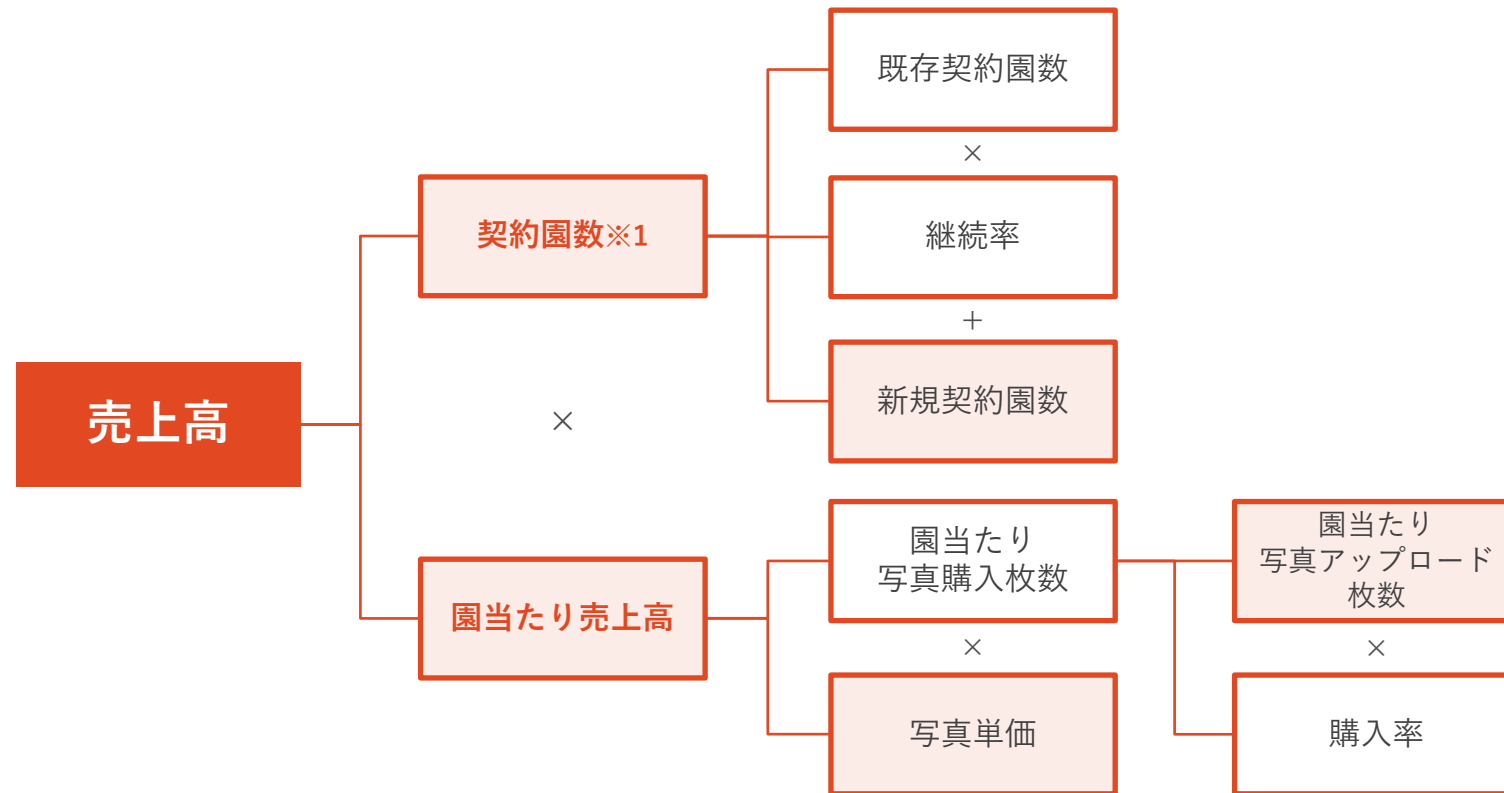 売上高
契約園数※1
×
園当たり売上高
既存契約園数
×
継続率
+
新規契約園数
園当たり
写真購入枚数
×
写真単価
園当たり
写真アップロード
枚数
×
購入率